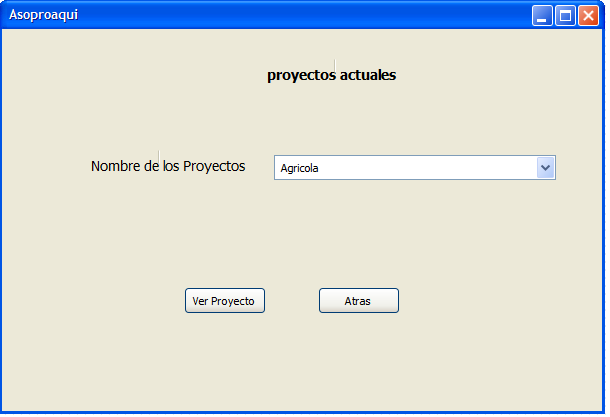 Asoproaqui
proyectos actuales
Nombre de los Proyectos
Agricola
Ver Proyecto
Atras